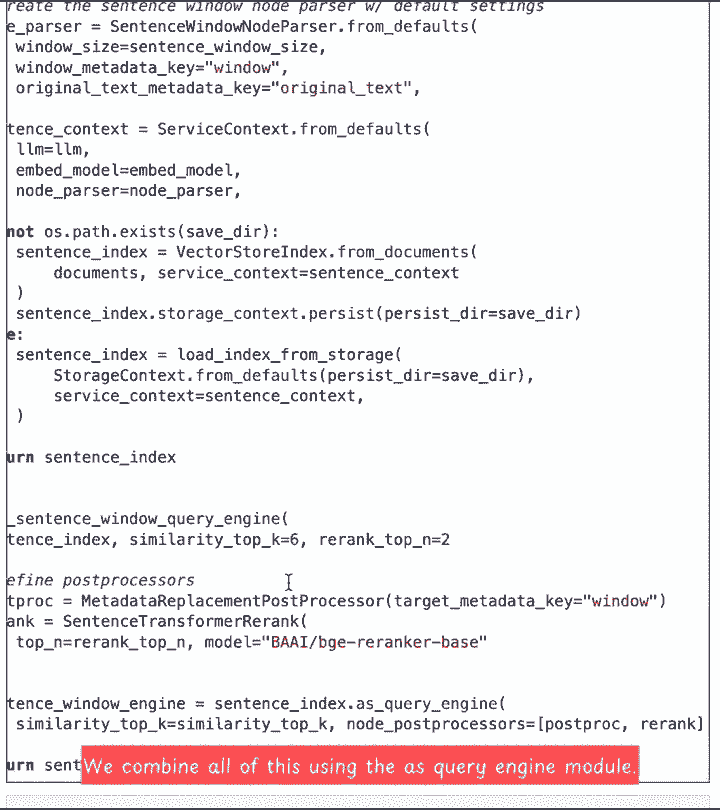 reate the sentence window node parser w/ default settings
e_parser = SentenceWindowNodeParser.from_defaults(
window_size=sentence_window_size,
window_metadata_key="window",
original_text_metadata_key="original_text",
tence_context = ServiceContext.from_defaults(
llm=llm,
embed_model=embed_model,
node_parser=node_parser,
not os.path.exists(save_dir):
sentence_index = VectorStoreIndex.from_documents(
documents, service_context=sentence_context
)
sentence_index.storage_context.persist(persist_dir=save_dir)
e:
sentence_index = load_index_from_storage(
StorageContext.from_defaults(persist_dir=save_dir),
service_context=sentence_context,
)
urn sentence_index
_sentence_window_query_engine(
tence_index, similarity_top_k=6, rerank_top_n=2
efine postprocessors
tproc = MetadataReplacementPostProcessor(target_metadata_key="window")
ank = SentenceTransformerRerank(
top_n=rerank_top_n, model="BAAI/bge-reranker-base"
tence_window_engine = sentence_index.as_query_engine(
similarity_top_k=similarity_top_k, node_postprocessors=[postproc, rerank]
urn sent
We combine all of this using the as query engine module.